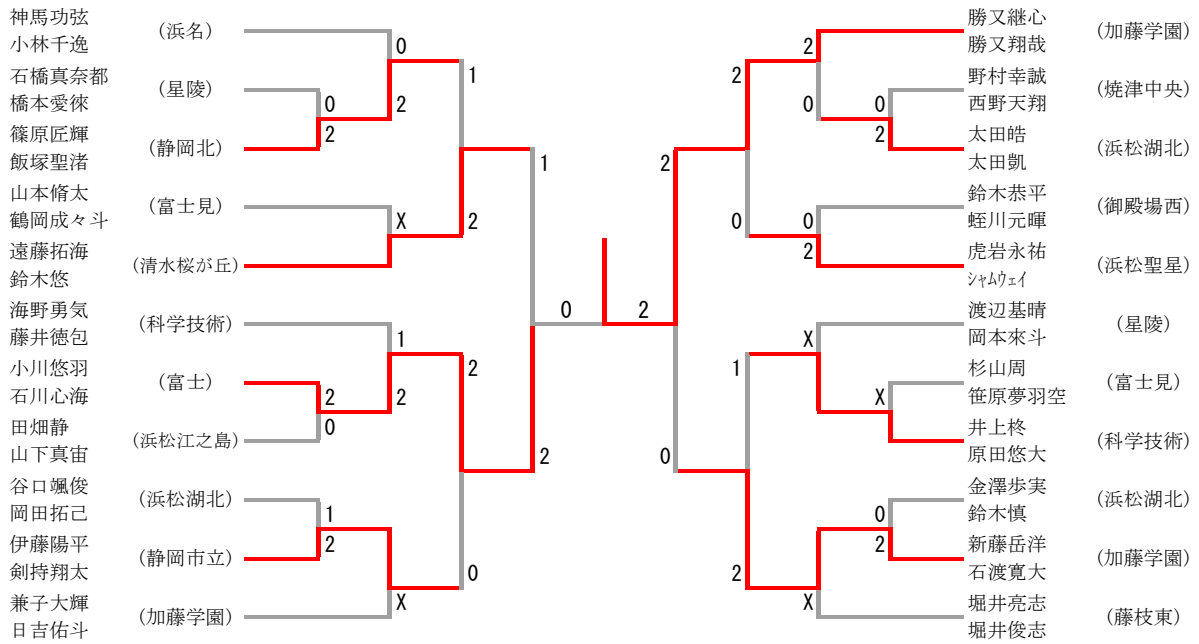 神馬功弦
小林千逸
(浜名)
石橋真奈都
橋本愛徠
(星陵)
篠原匠輝
飯塚聖渚
(静岡北)
山本脩太
鶴岡成々斗
(富士見)
遠藤拓海
鈴木悠
(清水桜が丘)
海野勇気
藤井徳包
(科学技術)
小川悠羽
石川心海
(富士)
田畑静
山下真宙
(浜松江之島)
谷口颯俊
岡田拓己
(浜松湖北)
伊藤陽平
剣持翔太
(静岡市立)
兼子大輝
日吉佑斗
(加藤学園)
0
2
0
2
1
2
X
1
2
2
0
1
2
1
2
X
2
0
2
0
2
勝又継心
勝又翔哉
(加藤学園)
野村幸誠
西野天翔
(焼津中央)
太田皓
太田凱
(浜松湖北)
鈴木恭平
蛭川元暉
(御殿場西)
虎岩永祐
シャムウェイ
(浜松聖星)
渡辺基晴
岡本來斗
(星陵)
杉山周
笹原夢羽空
(富士見)
井上柊
原田悠大
(科学技術)
金澤歩実
鈴木慎
(浜松湖北)
新藤岳洋
石渡寛大
(加藤学園)
堀井亮志
堀井俊志
(藤枝東)
2
0
0
2
2
0
0
2
2
0
X
X
1
2
0
2
X